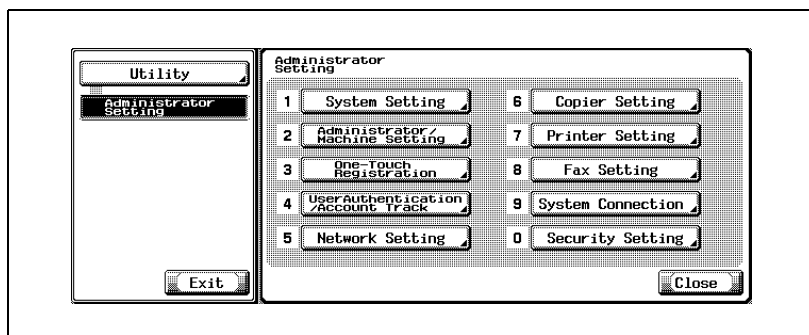 Utility
Administrator
Setting
Exit
Administrator
Setting
1 System Setting
2 Administrator/
Machine Setting
3 One-Touch
Registration
4 UserAuthentication
/Account Track
5 Network Setting
6 Copier Setting
7 Printer Setting
8 Fax Setting
9 System Connection
0 Security Setting
Close